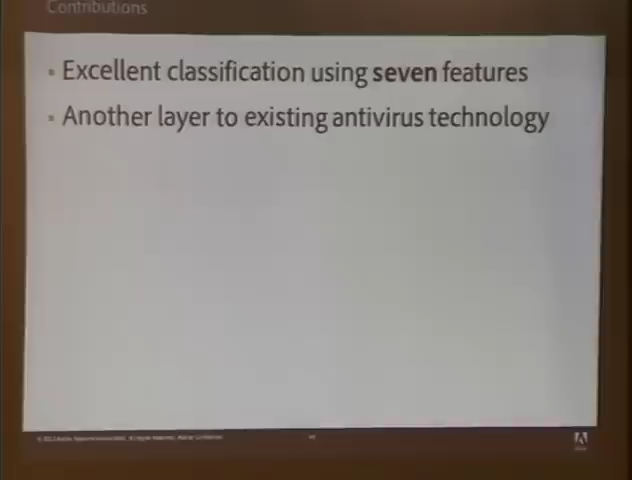 Contributions
• Excellent classification using seven features
• Another layer to existing antivirus technology